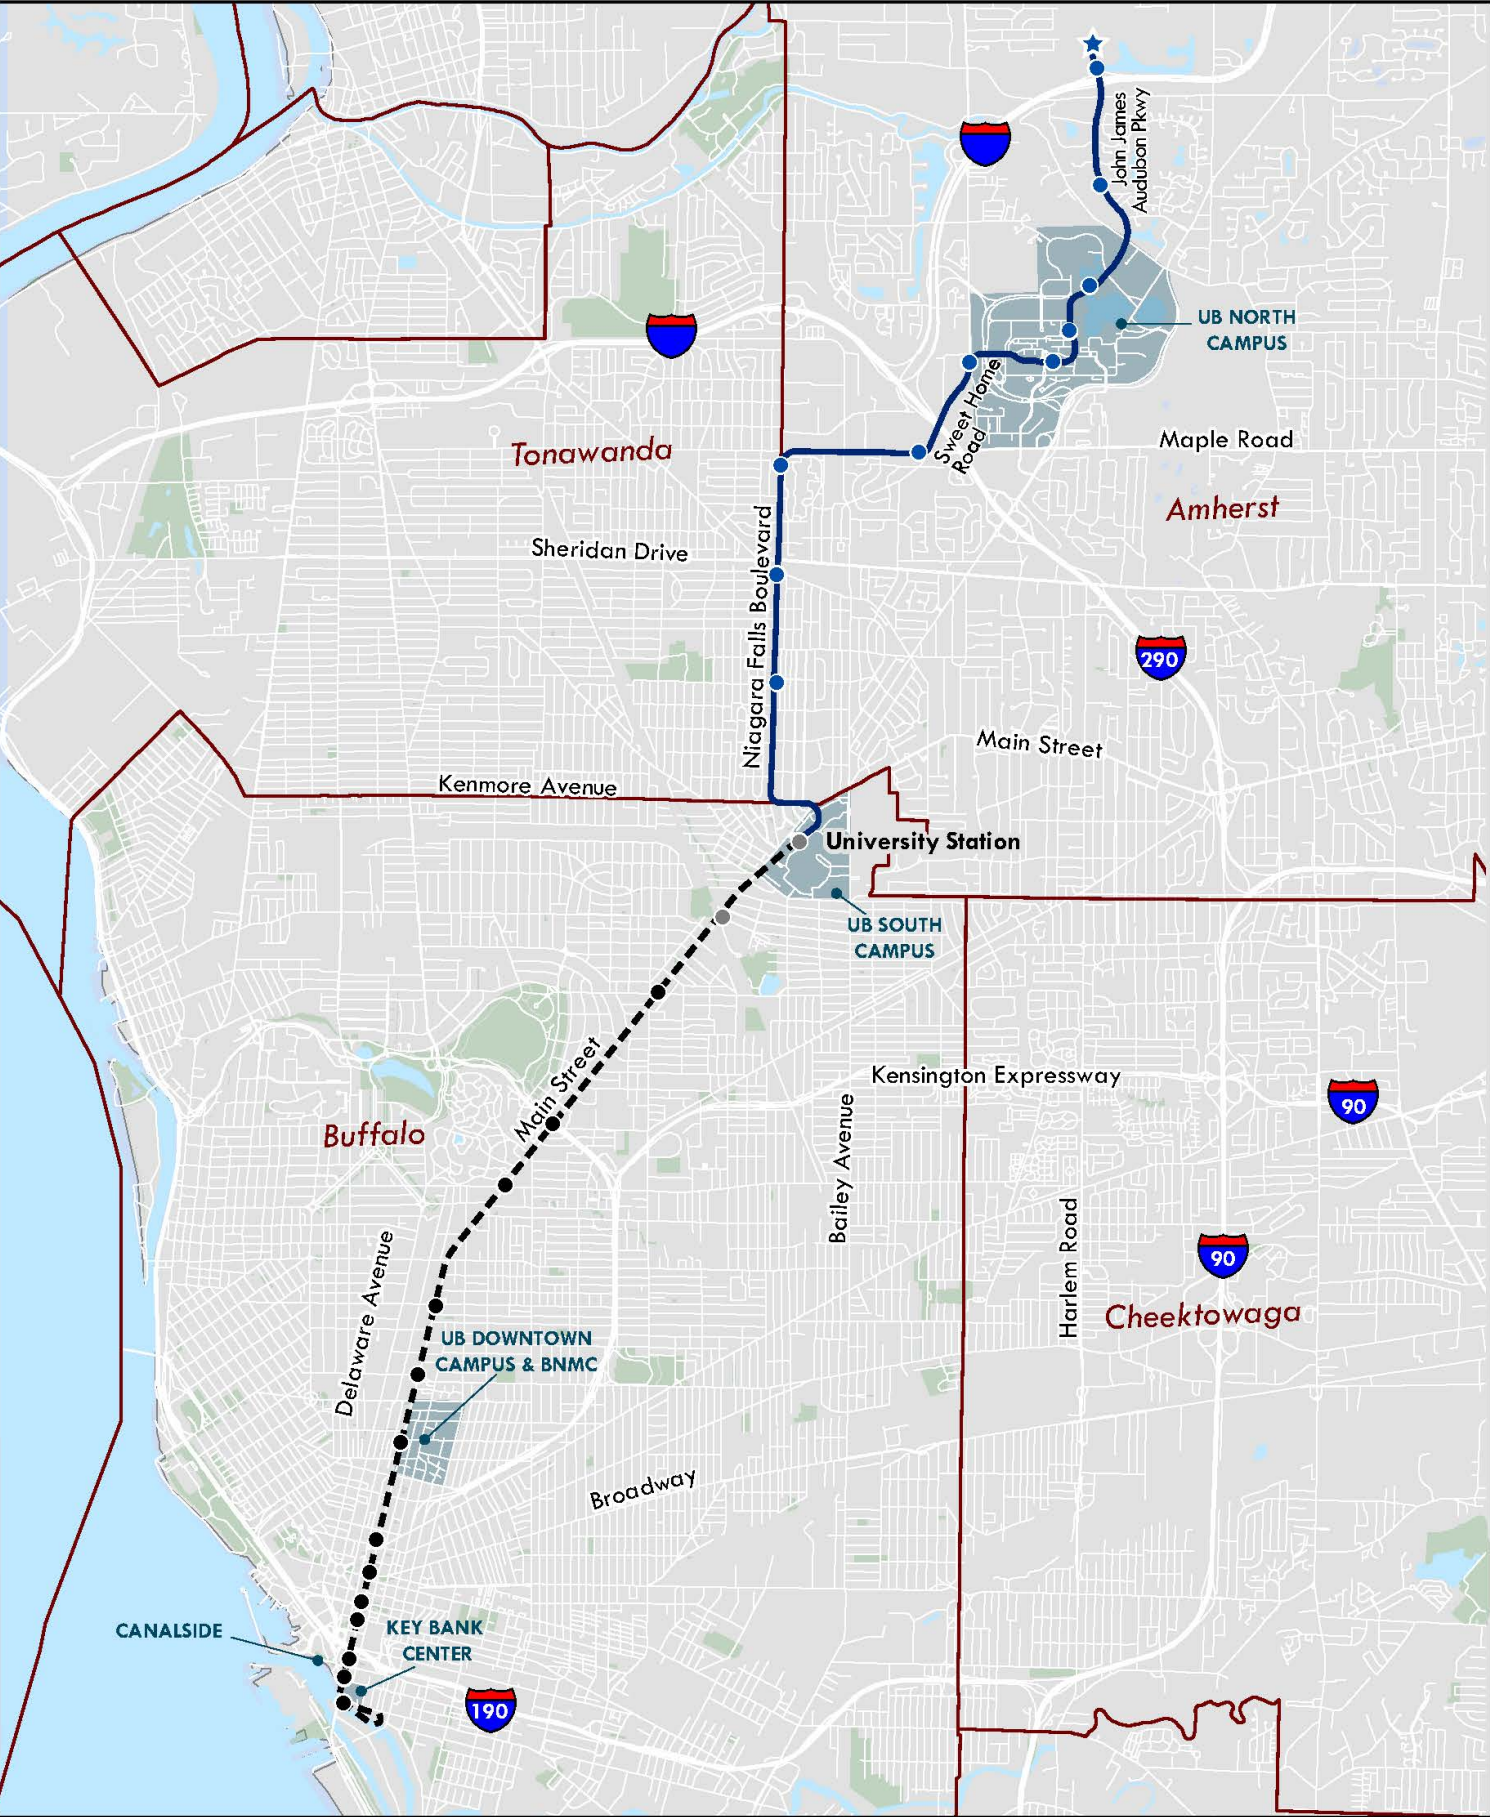 John James
Audubon Pkwy
UB NORTH
CAMPUS
Sweet Home
Road
Maple Road
Tonawanda
Amherst
Sheridan Drive
Niagara Falls Boulevard
290
Main Street
Kenmore Avenue
University Station
UB SOUTH
CAMPUS
Main Street
Kensington Expressway
90
Buffalo
Bailey Avenue
Harlem Road
90
Delaware Avenue
Cheektowaga
UB DOWNTOWN
CAMPUS & BNMC
Broadway
CANALSIDE
KEY BANK
CENTER
190